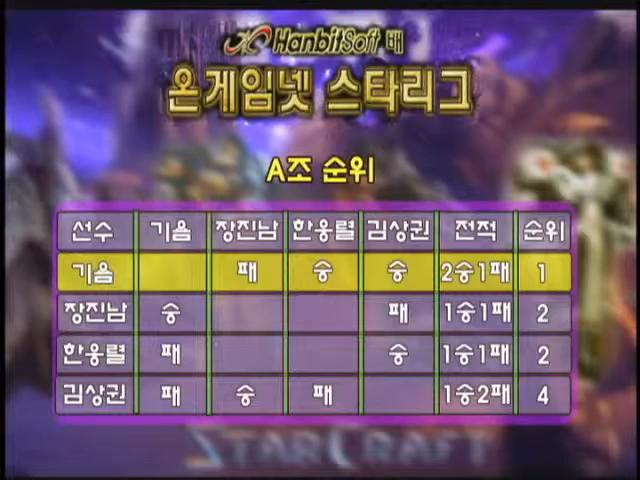 HanbitSoft 배
온게임넷 스타리그
A조 순위
선수 기욤 장진남 한웅렬 김상권 전적 순위
기욤 패 승 승 2승1패 1
장진남 승 패 1승1패 2
한웅렬 패 승 1승1패 2
김상권 패 승 패 1승2패 4
STARCRAFT